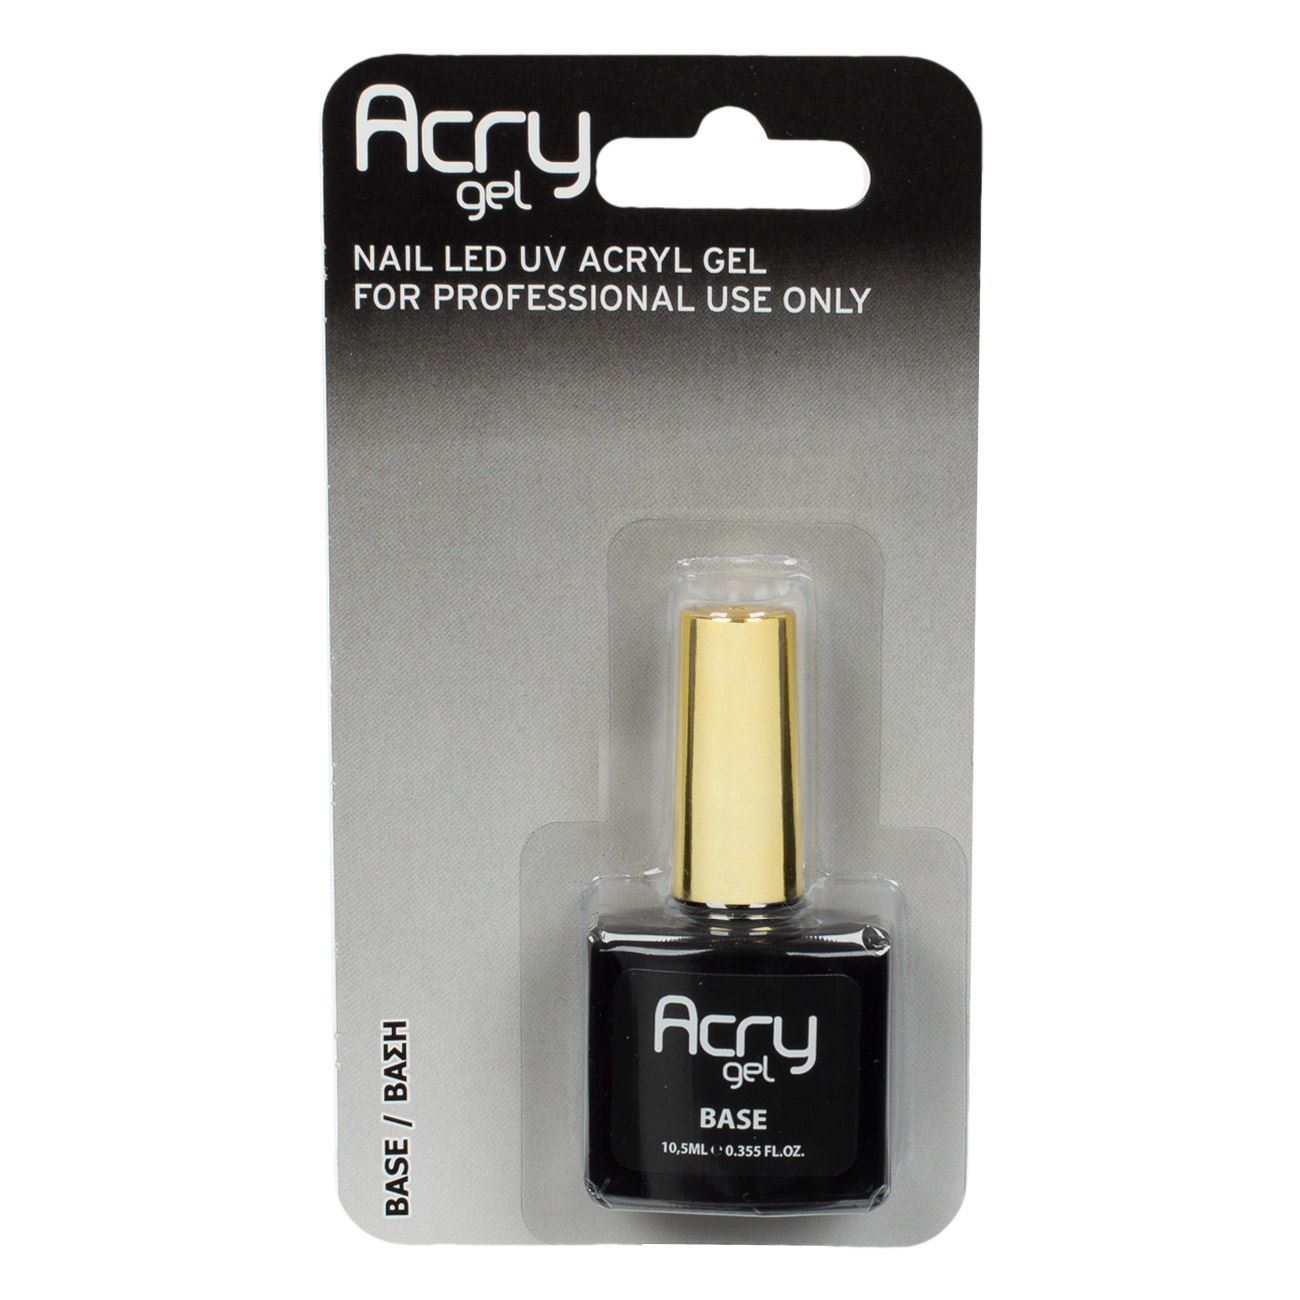 Acry
gel
NAIL LED UV ACRYL GEL
FOR PROFESSIONAL USE ONLY
BASE / ΒΑΣΗ
Acry
gel
BASE
10,5ML ℮ 0.355 FL.OZ.